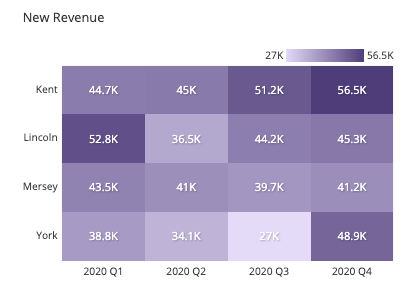 New Revenue
27K 56.5K
Kent 44.7K 45K 51.2K 56.5K
Lincoln 52.8K 36.5K 44.2K 45.3K
Mersey 43.5K 41K 39.7K 41.2K
York 38.8K 34.1K 27K 48.9K
2020 Q1 2020 Q2 2020 Q3 2020 Q4